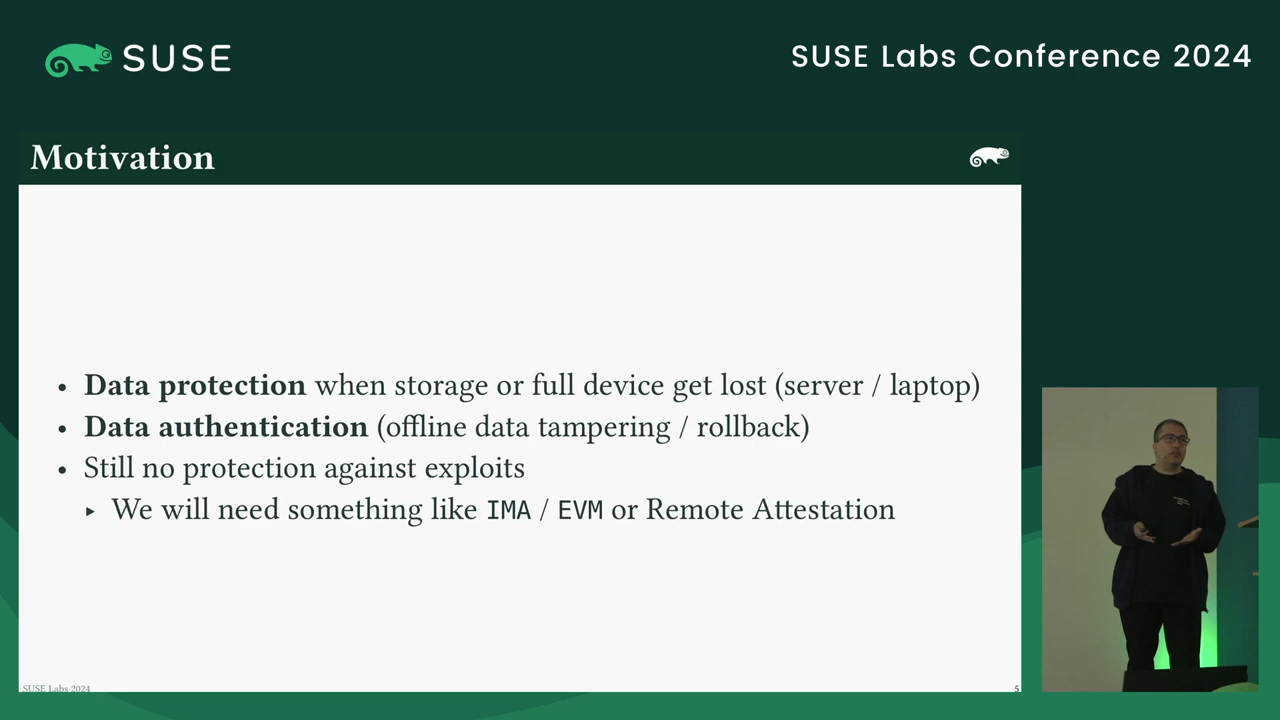 SUSE
SUSE Labs Conference 2024
Motivation
• Data protection when storage or full device get lost (server / laptop)
• Data authentication (offline data tampering / rollback)
• Still no protection against exploits
▸ We will need something like IMA / EVM or Remote Attestation
SUSE Labs 2024
5